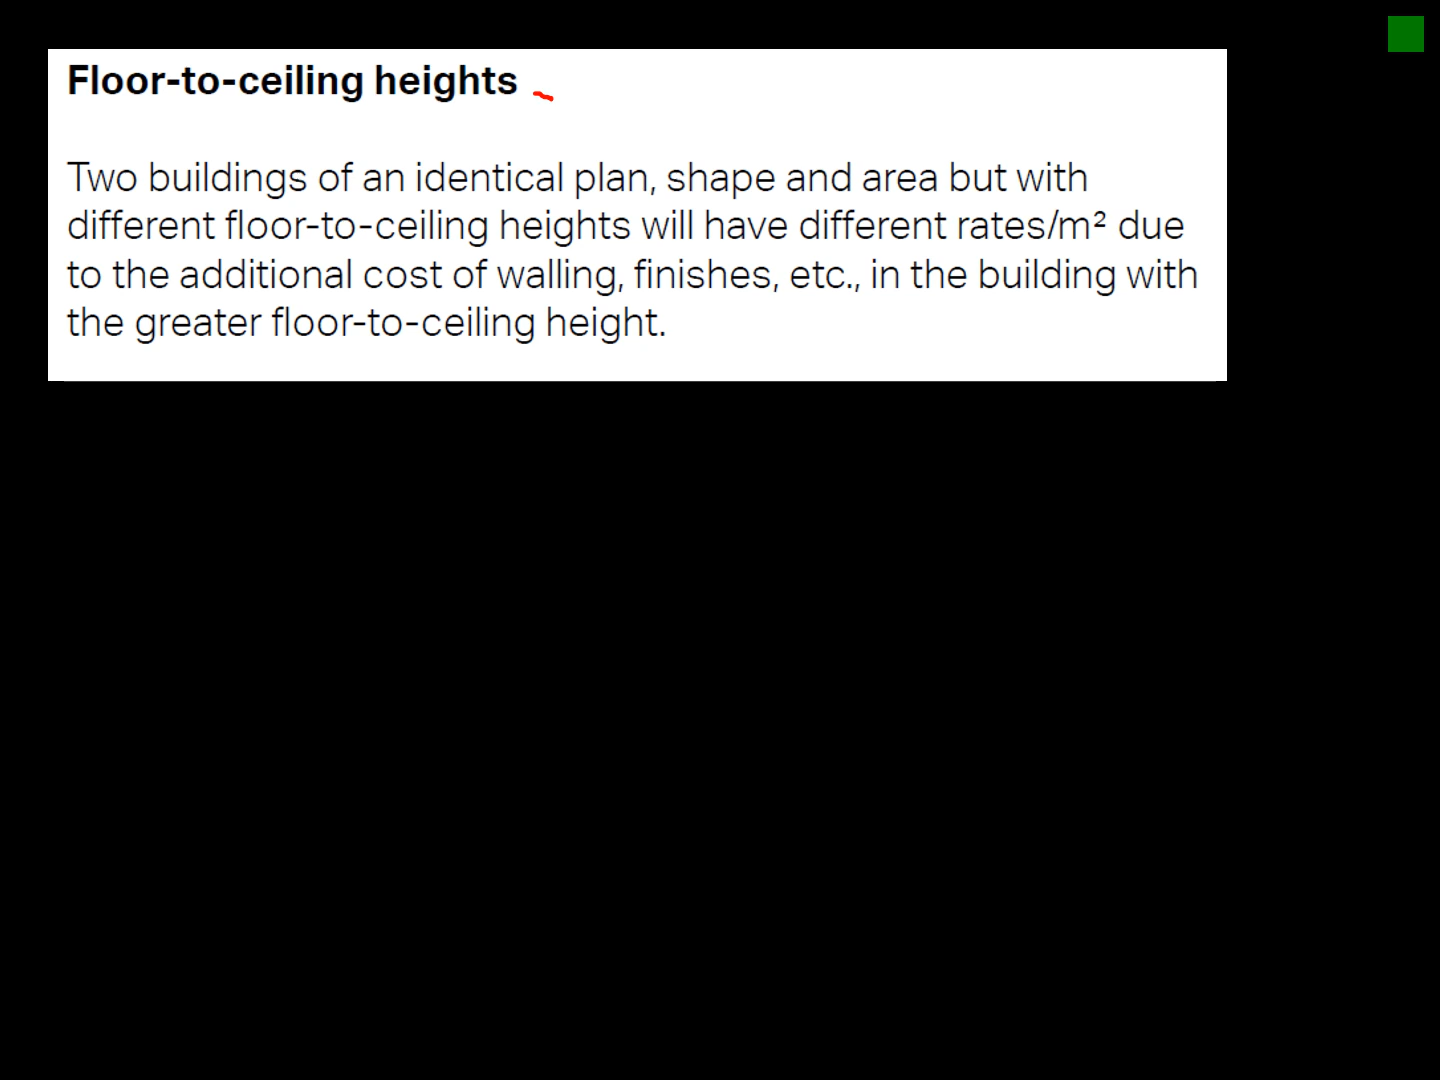 Floor-to-ceiling heights
Two buildings of an identical plan, shape and area but with
different floor-to-ceiling heights will have different rates/m² due
to the additional cost of walling, finishes, etc., in the building with
the greater floor-to-ceiling height.